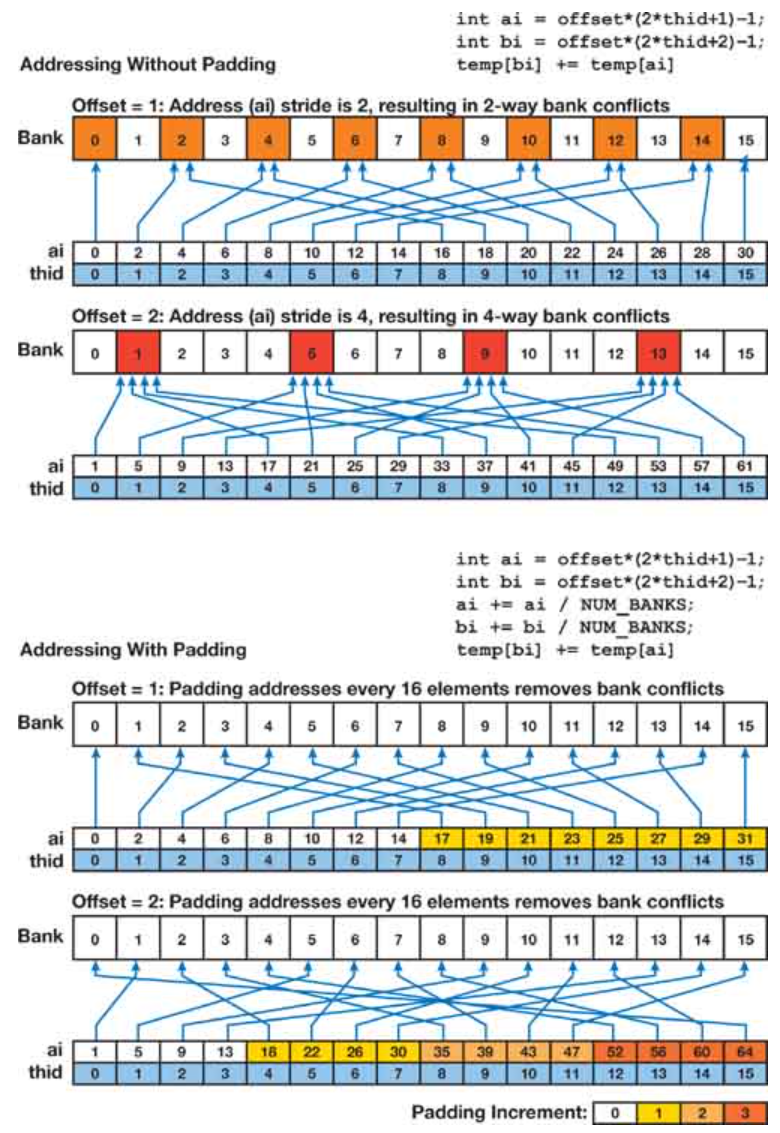 int ai = offset*(2*thid+1)-1;
int bi = offset*(2*thid+2)-1;
Addressing Without Padding
temp[bi] += temp[ai]
Offset = 1: Address (ai) stride is 2, resulting in 2-way bank conflicts
Bank 0 1 2 3 4 5 6 7 8 9 10 11 12 13 14 15
ai 0 2 4 6 8 10 12 14 16 18 20 22 24 26 28 30
thid 0 1 2 3 4 5 6 7 8 9 10 11 12 13 14 15
Offset = 2: Address (ai) stride is 4, resulting in 4-way bank conflicts
Bank 0 1 2 3 4 5 6 7 8 9 10 11 12 13 14 15
ai 1 5 9 13 17 21 25 29 33 37 41 45 49 53 57 61
thid 0 1 2 3 4 5 6 7 8 9 10 11 12 13 14 15
int ai = offset*(2*thid+1)-1;
int bi = offset*(2*thid+2)-1;
ai += ai / NUM_BANKS;
bi += bi / NUM_BANKS;
Addressing With Padding
temp[bi] += temp[ai]
Offset = 1: Padding addresses every 16 elements removes bank conflicts
Bank 0 1 2 3 4 5 6 7 8 9 10 11 12 13 14 15
ai 0 2 4 6 8 10 12 14 17 19 21 23 25 27 29 31
thid 0 1 2 3 4 5 6 7 8 9 10 11 12 13 14 15
Offset = 2: Padding addresses every 16 elements removes bank conflicts
Bank 0 1 2 3 4 5 6 7 8 9 10 11 12 13 14 15
ai 1 5 9 13 18 22 26 30 35 39 43 47 52 56 60 64
thid 0 1 2 3 4 5 6 7 8 9 10 11 12 13 14 15
Padding Increment: 0 1 2 3